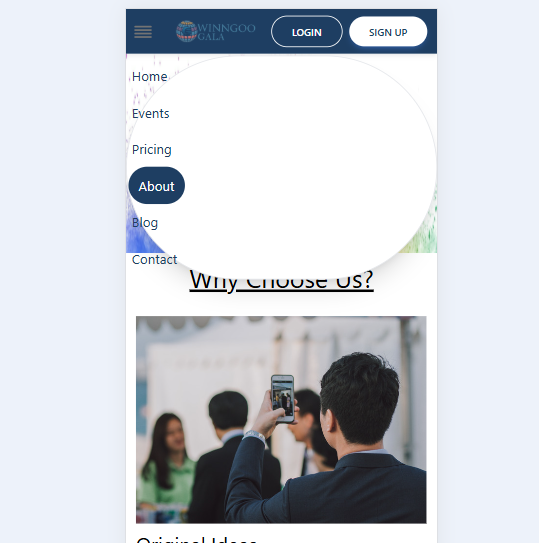 WINNGOO
GALA
LOGIN
SIGN UP
Home
Events
Pricing
About
Blog
Contact
Why Choose Us?
Original Ideas